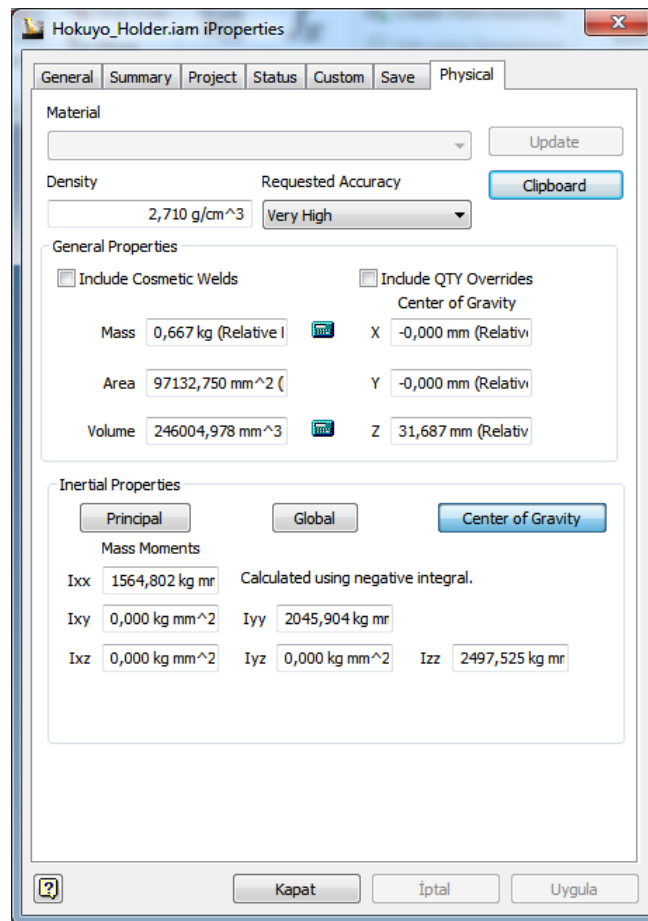 Hokuyo_Holder.iam iProperties
General Summary Project Status Custom Save Physical
Material
Update
Density Requested Accuracy Clipboard
2,710 g/cm^3 Very High
General Properties
Include Cosmetic Welds Include QTY Overrides
Center of Gravity
Mass 0,667 kg (Relative X -0,000 mm (Relativ
Area 97132,750 mm^2 ( Y -0,000 mm (Relative
Volume 246004,978 mm^3 Z 31,687 mm (Relativ
Inertial Properties
Principal Global Center of Gravity
Mass Moments
Ixx 1564,802 kg mm Calculated using negative integral.
Ixy 0,000 kg mm^2 Iyy 2045,904 kg mm
Ixz 0,000 kg mm^2 Iyz 0,000 kg mm^2 Izz 2497,525 kg mm
Kapat İptal Uygula